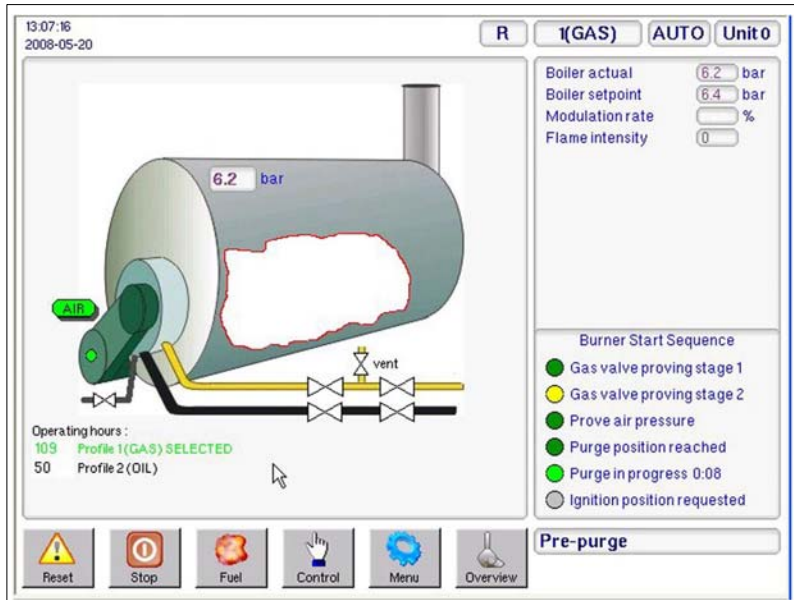 13:07:16
2008-05-20
R
1(GAS)
AUTO
Unit 0
Boiler actual 6.2 bar
Boiler setpoint 6.4 bar
Modulation rate %
Flame intensity 0
6.2 bar
AIR
vent
Operating hours :
109 Profile 1(GAS) SELECTED
50 Profile 2 (OIL)
Burner Start Sequence
Gas valve proving stage 1
Gas valve proving stage 2
Prove air pressure
Purge position reached
Purge in progress 0:08
Ignition position requested
Pre-purge
Reset
Stop
Fuel
Control
Menu
Overview